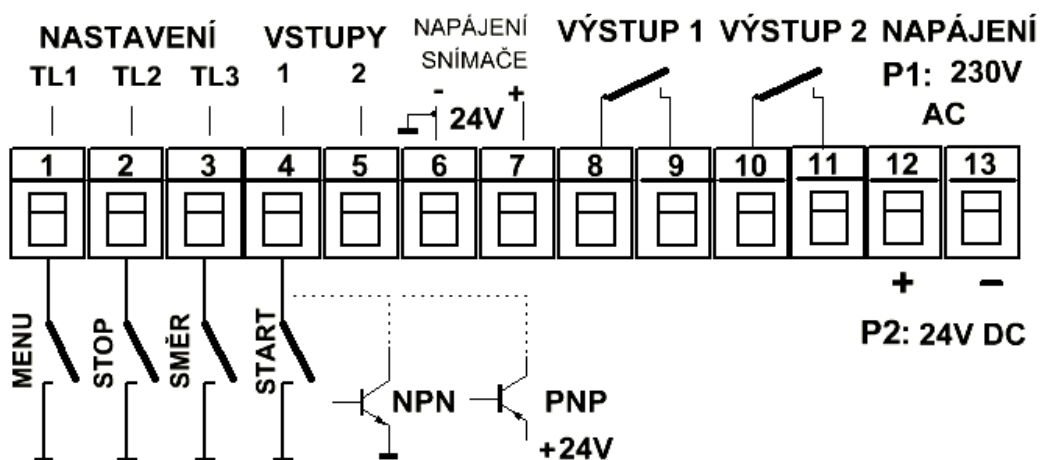 NASTAVENÍ VSTUPY NAPÁJENÍ SNÍMAČE VÝSTUP 1 VÝSTUP 2 NAPÁJENÍ
TL1 TL2 TL3 1 2 - 24V + P1: 230V AC
1 2 3 4 5 6 7 8 9 10 11 12 13
+ -
P2: 24V DC
MENU STOP SMĚR START
NPN PNP
+24V